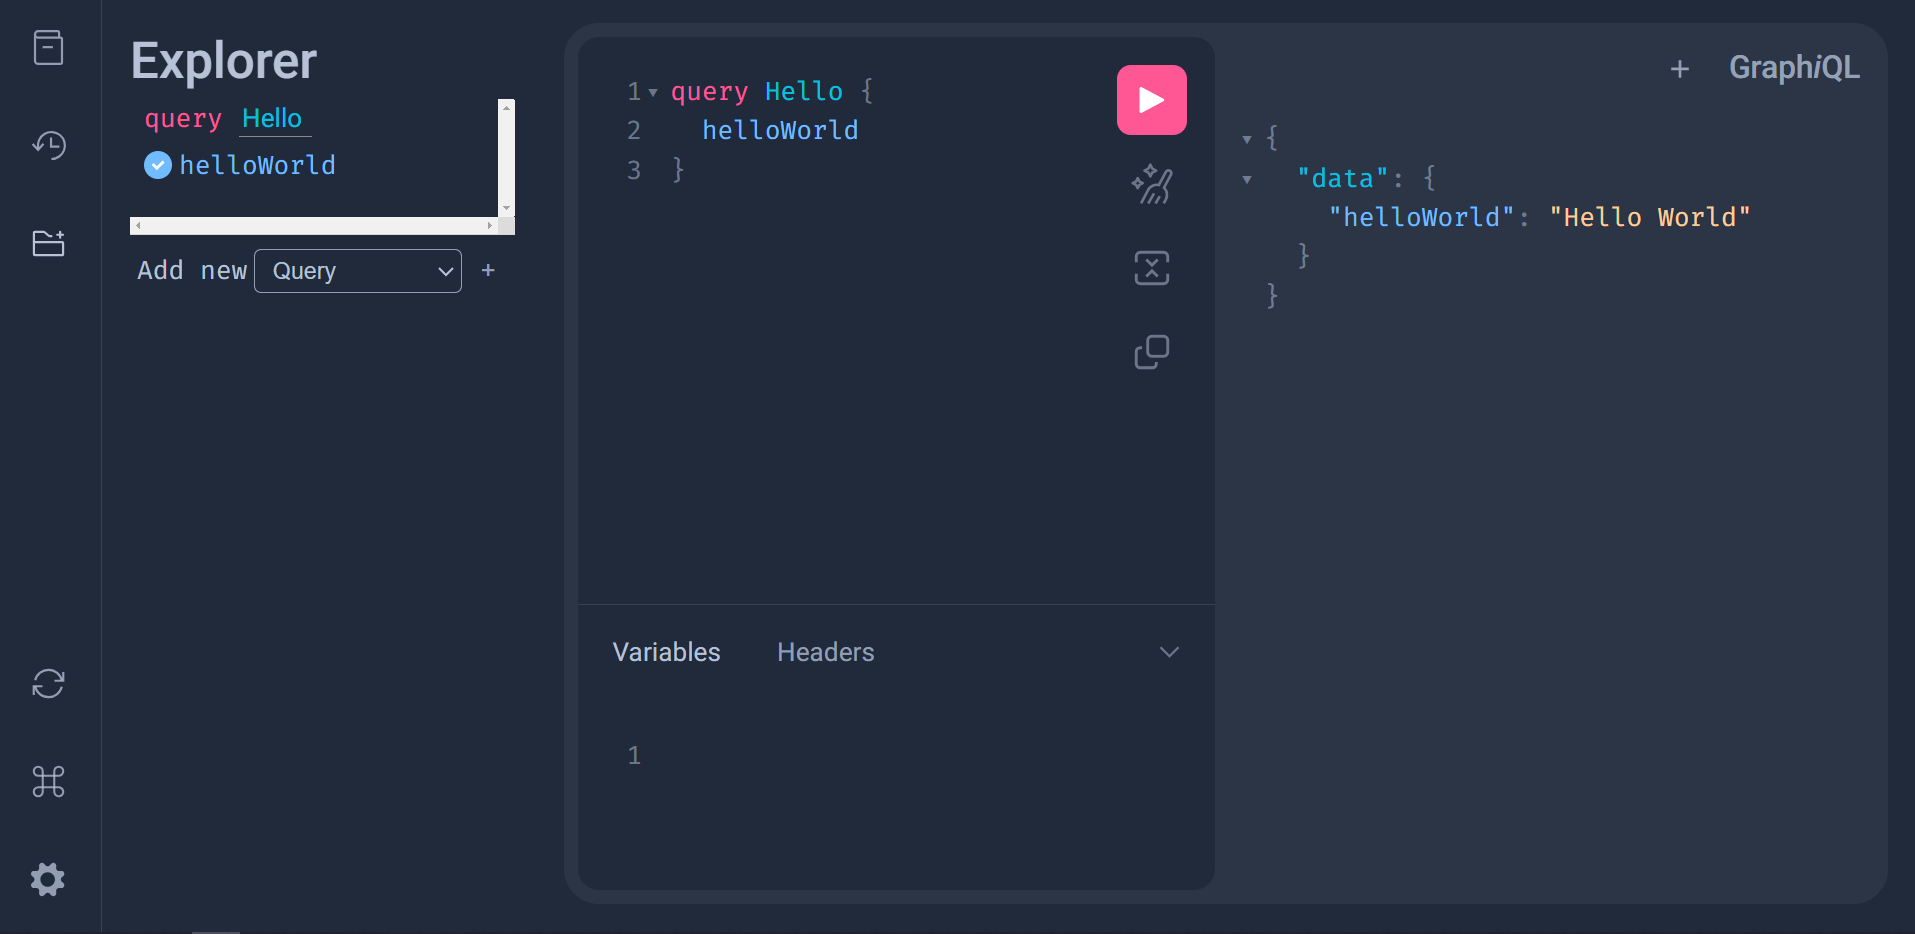 Explorer
query Hello
helloWorld
Add new Query +
1 query Hello {
2 helloWorld
3 }
Variables Headers
1
+ GraphiQL
{
"data": {
"helloWorld": "Hello World"
}
}